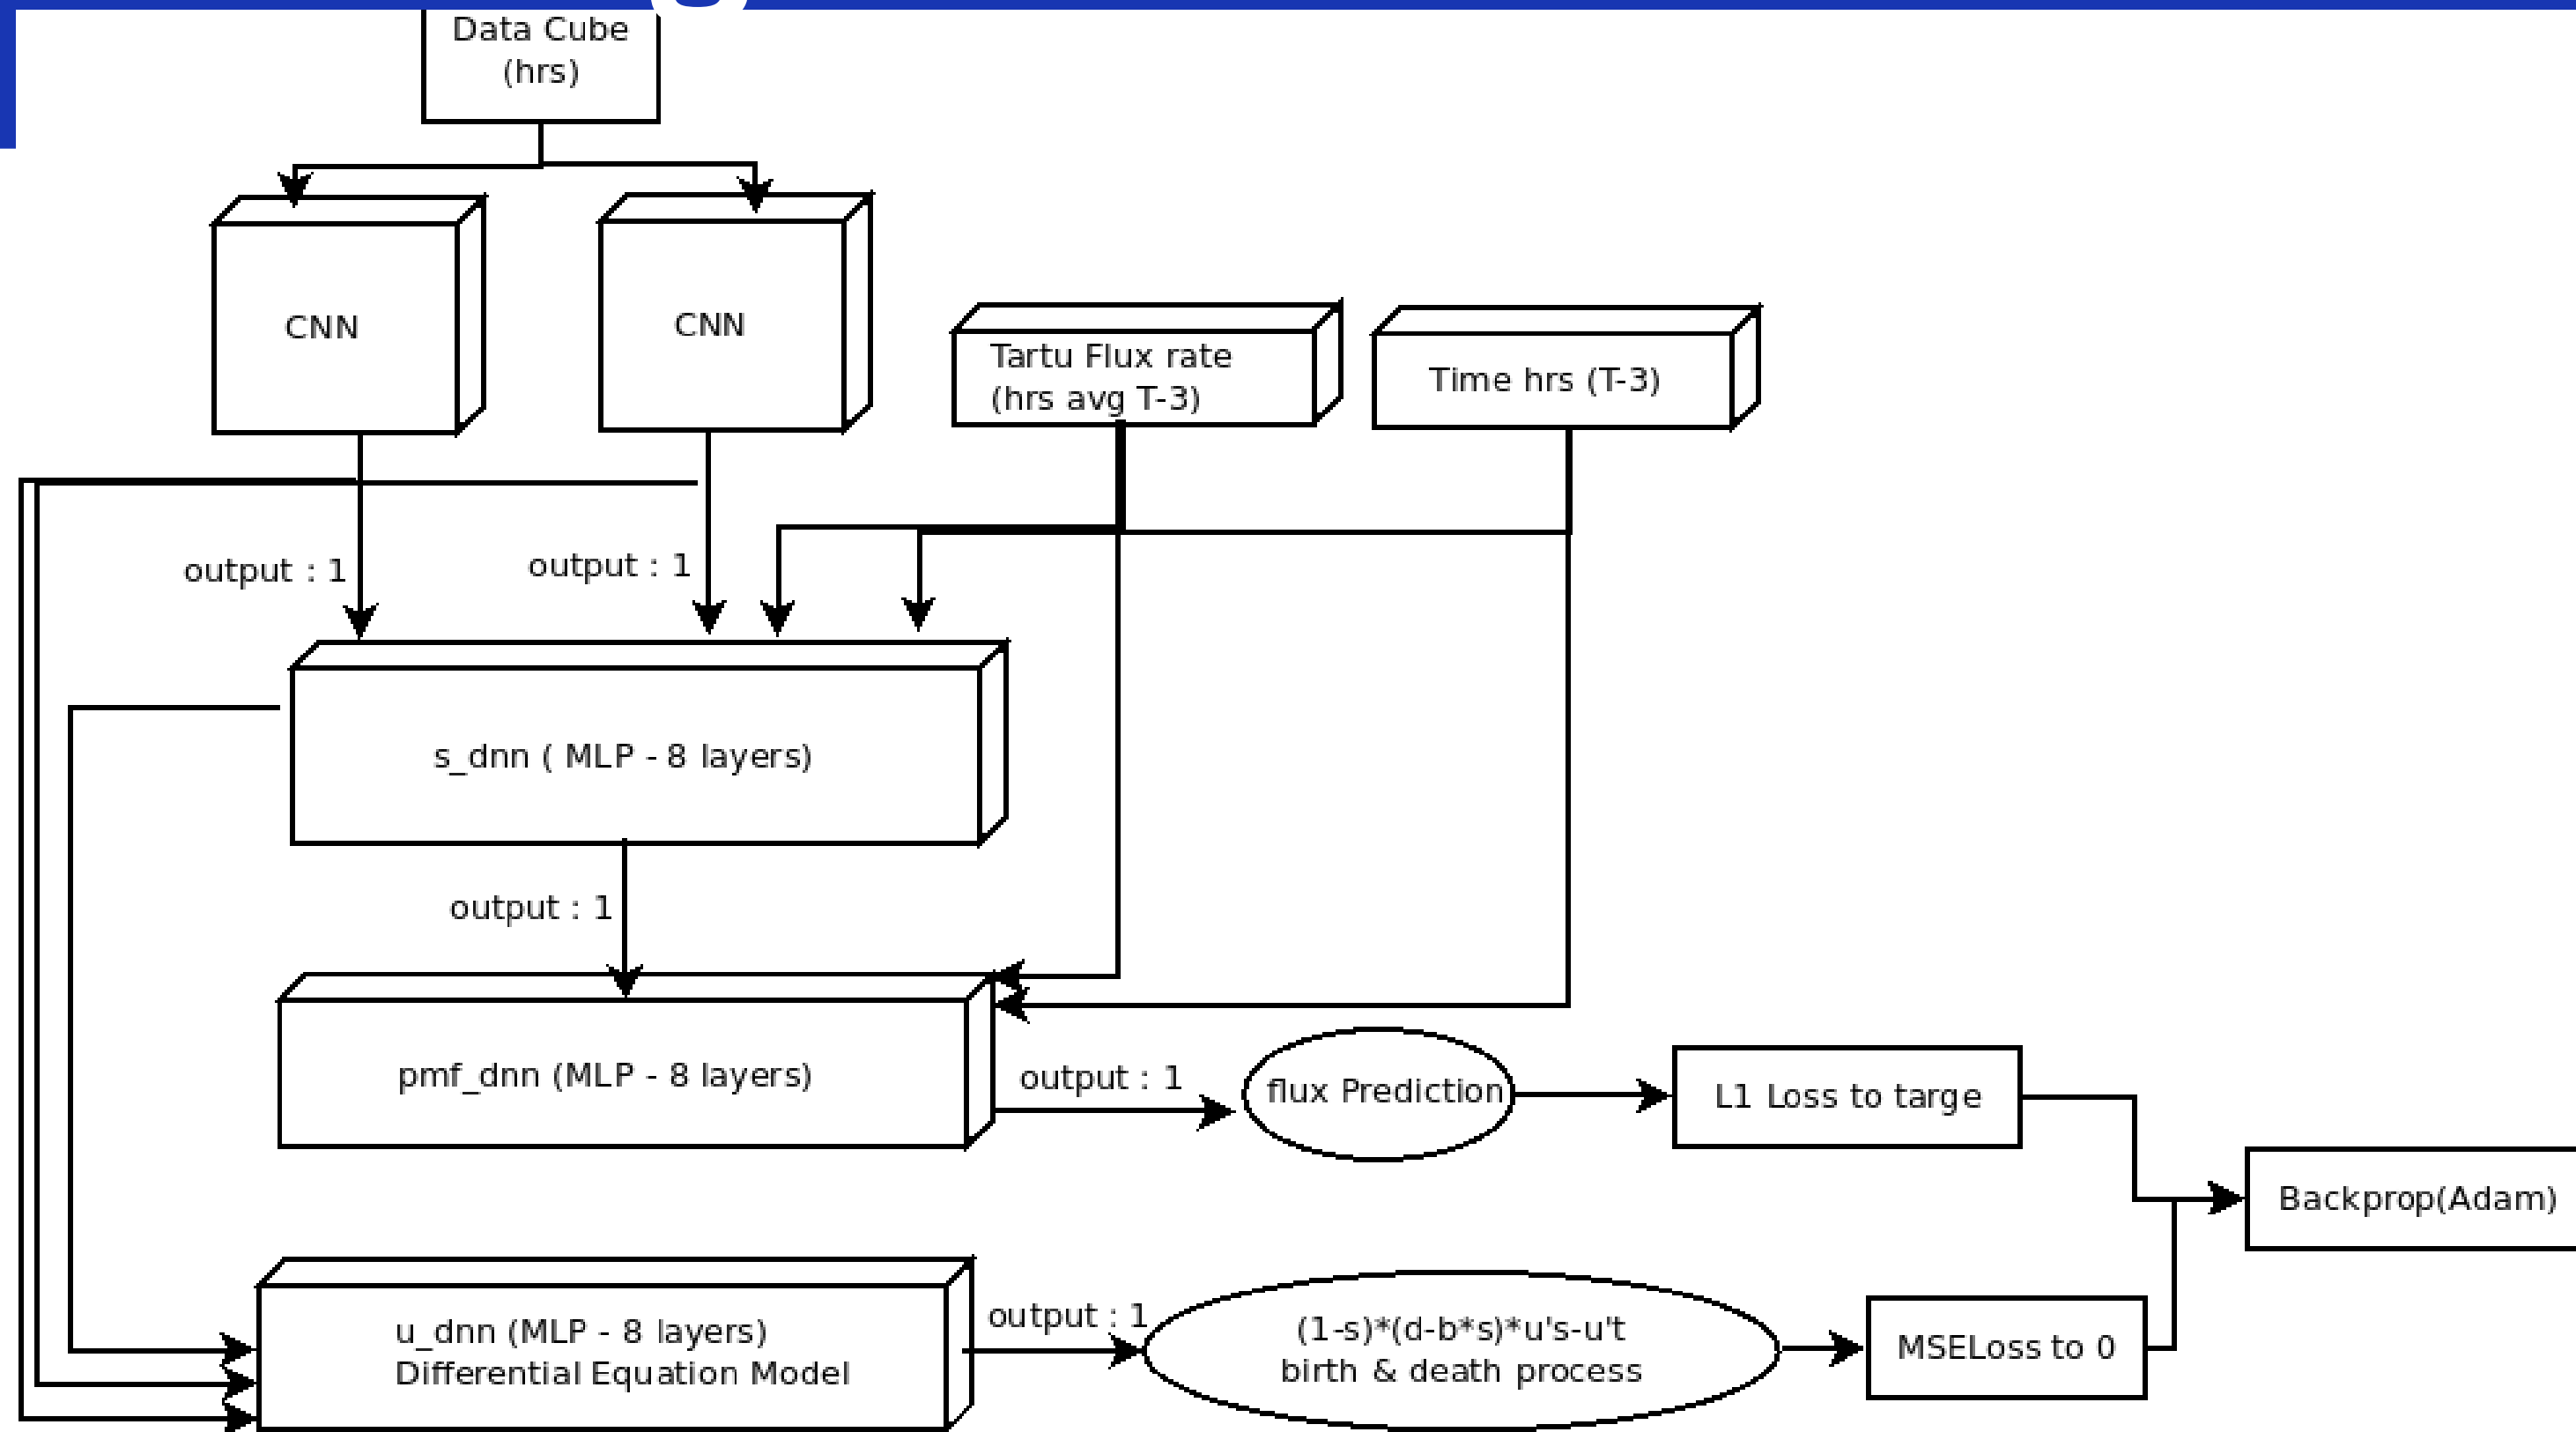 Data Cube
(hrs)
CNN
CNN
Tartu Flux rate
(hrs avg T-3)
Time hrs (T-3)
output : 1
output : 1
s_dnn ( MLP - 8 layers)
output : 1
pmf_dnn (MLP - 8 layers)
output : 1
flux Prediction
L1 Loss to targe
Backprop(Adam)
u_dnn (MLP - 8 layers)
Differential Equation Model
output : 1
(1-s)*(d-b*s)*u's-u't
birth & death process
MSELoss to 0